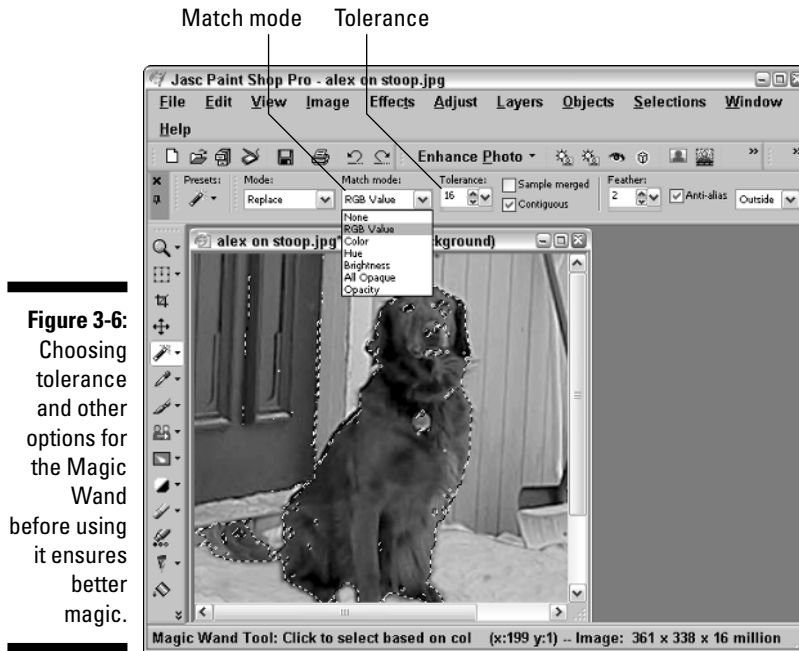 Match mode Tolerance
Jasc Paint Shop Pro - alex on stoop.jpg
File Edit View Image Effects Adjust Layers Objects Selections Window
Help
Enhance Photo
Presets: Mode: Match mode: Tolerance: Sample merged Feather:
Replace RGB Value 16 Contiguous 2 Anti-alias Outside
None
RGB Value
alex on stoop.jpg* kground)
Color
Hue
Brightness
All Opaque
Opacity
Figure 3-6:
Choosing
tolerance
and other
options for
the Magic
Wand
before using
it ensures
better
magic.
Magic Wand Tool: Click to select based on col (x:199 y:1) -- Image: 361 x 338 x 16 million